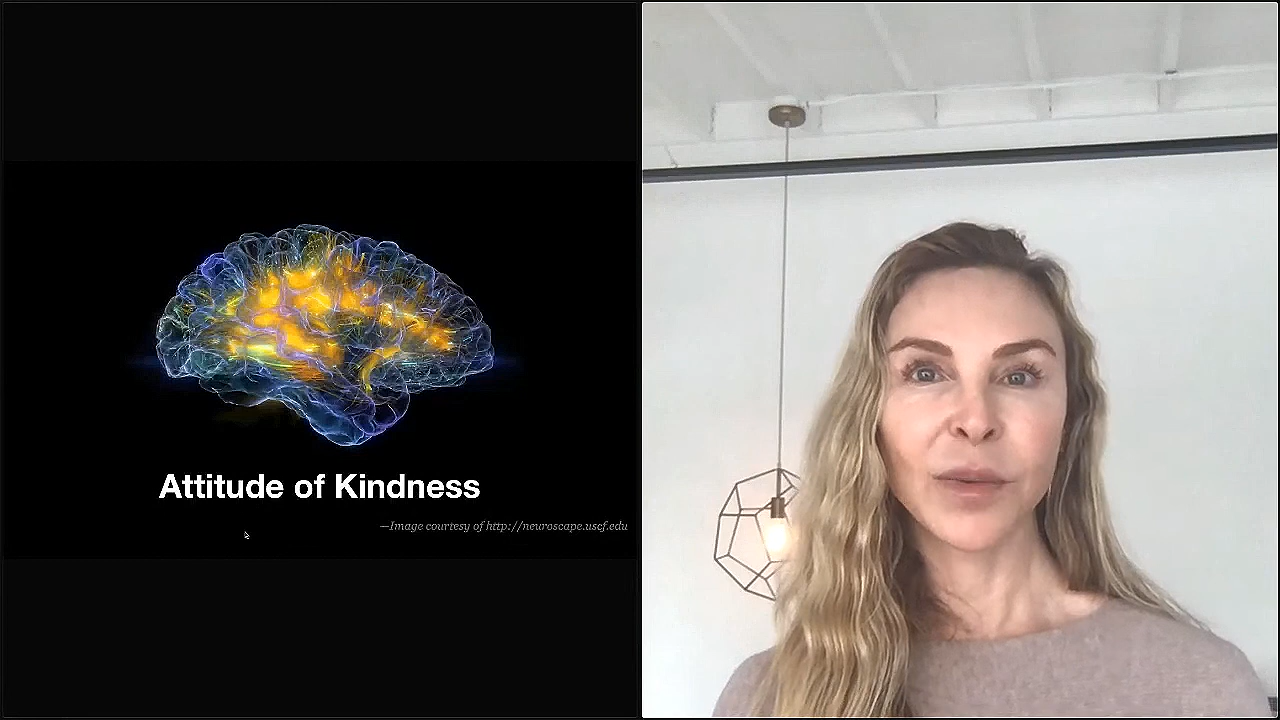 Attitude of Kindness
—Image courtesy of http://neuroscape.uscf.edu